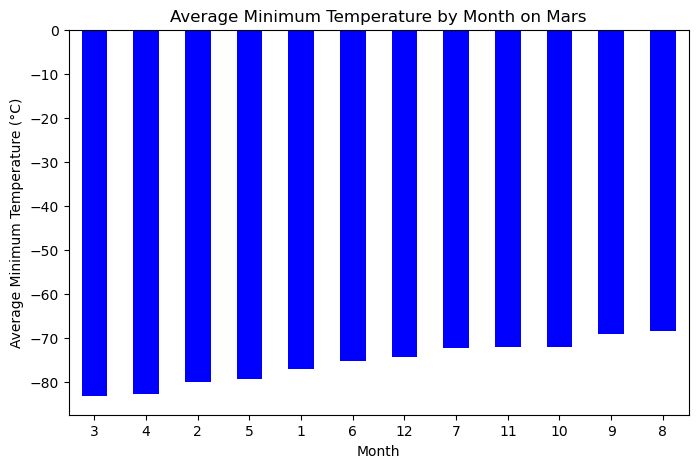 Average Minimum Temperature by Month on Mars
Average Minimum Temperature (°C)
0
−10
−20
−30
−40
−50
−60
−70
−80
3 4 2 5 1 6 12 7 11 10 9 8
Month